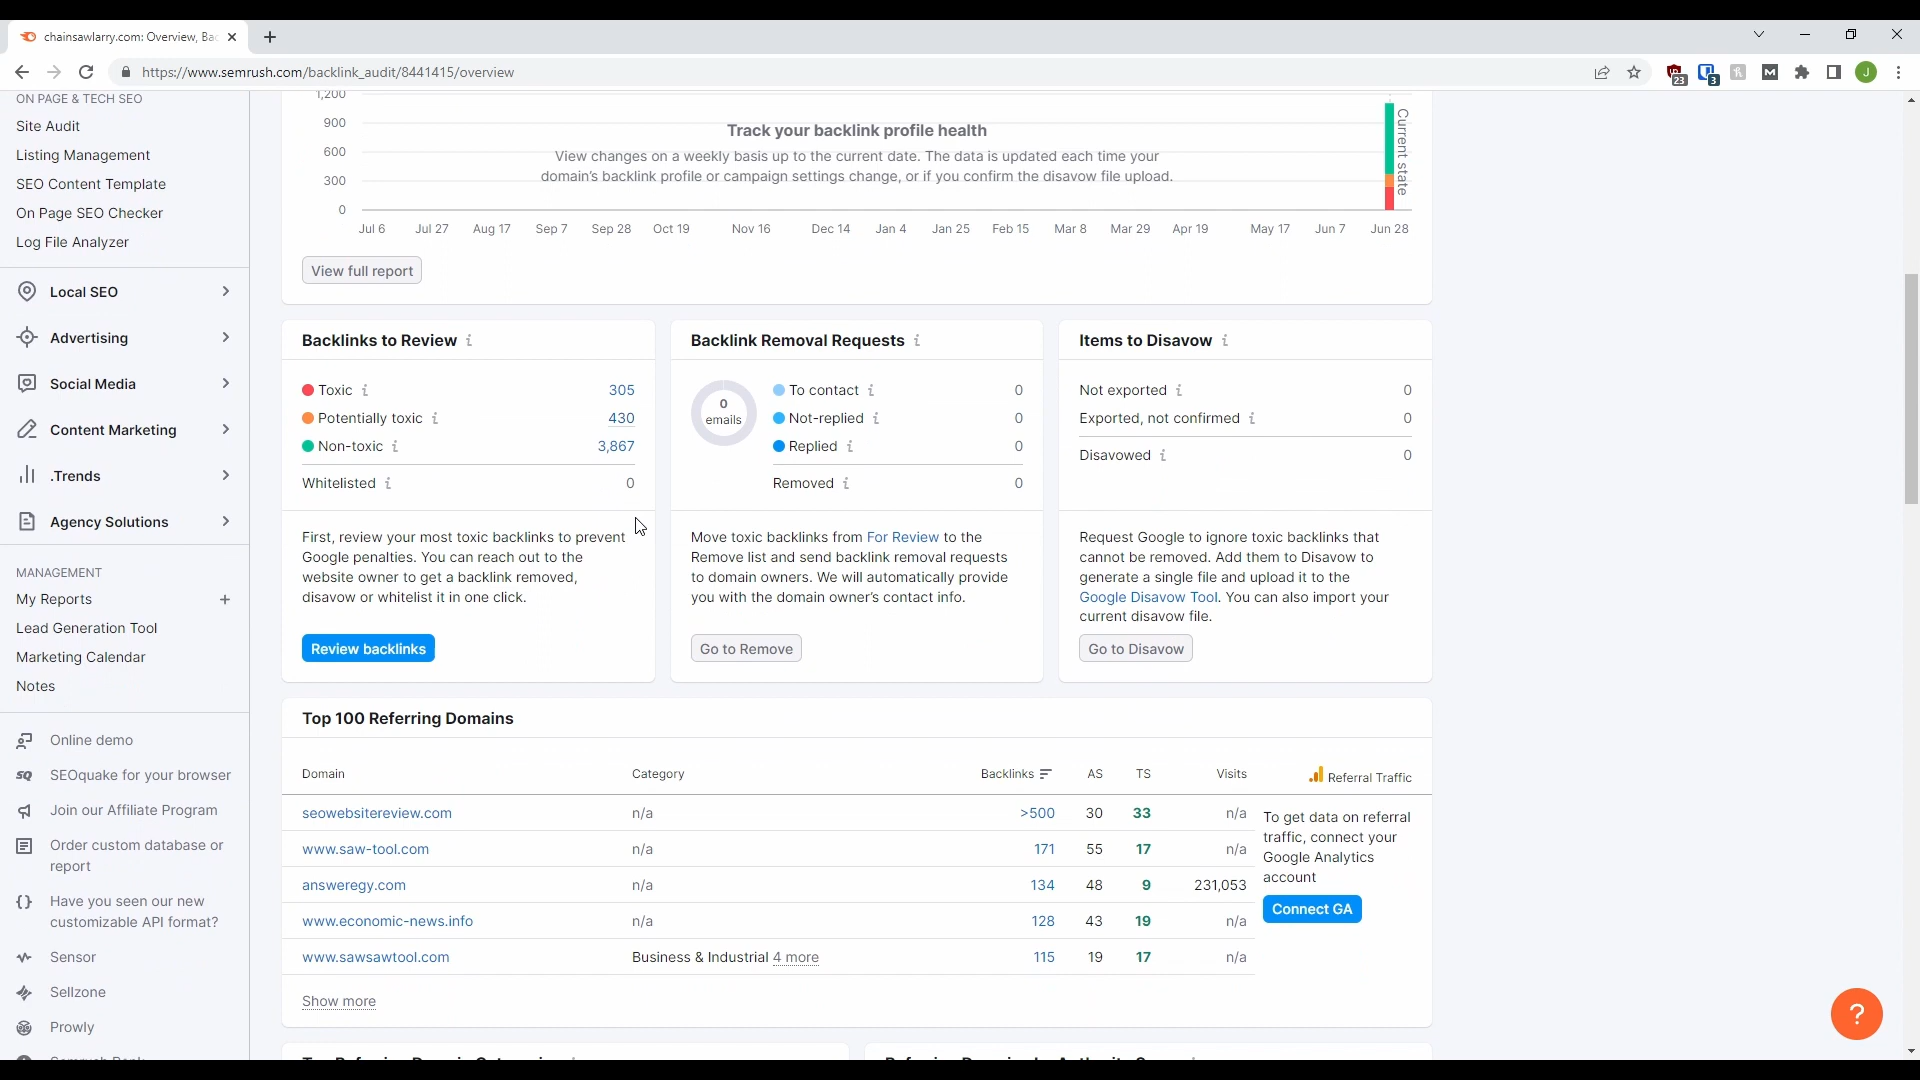 chainsawlarry.com: Overview, Bac
https://www.semrush.com/backlink_audit/8441415/overview
23
3
J
ON PAGE & TECH SEO
Site Audit
Listing Management
SEO Content Template
On Page SEO Checker
Log File Analyzer
Local SEO
Advertising
Social Media
Content Marketing
.Trends
Agency Solutions
MANAGEMENT
My Reports +
Lead Generation Tool
Marketing Calendar
Notes
Online demo
SEOquake for your browser
Join our Affiliate Program
Order custom database or
report
Have you seen our new
customizable API format?
Sensor
Sellzone
Prowly
1,200
900
600
300
0
Track your backlink profile health
View changes on a weekly basis up to the current date. The data is updated each time your
domain's backlink profile or campaign settings change, or if you confirm the disavow file upload.
Current state
Jul 6 Jul 27 Aug 17 Sep 7 Sep 28 Oct 19 Nov 16 Dec 14 Jan 4 Jan 25 Feb 15 Mar 8 Mar 29 Apr 19 May 17 Jun 7 Jun 28
View full report
Backlinks to Review
Toxic 305
Potentially toxic 430
Non-toxic 3,867
Whitelisted 0
First, review your most toxic backlinks to prevent
Google penalties. You can reach out to the
website owner to get a backlink removed,
disavow or whitelist it in one click.
Review backlinks
Backlink Removal Requests
0
emails
To contact 0
Not-replied 0
Replied 0
Removed 0
Move toxic backlinks from For Review to the
Remove list and send backlink removal requests
to domain owners. We will automatically provide
you with the domain owner's contact info.
Go to Remove
Items to Disavow
Not exported 0
Exported, not confirmed 0
Disavowed 0
Request Google to ignore toxic backlinks that
cannot be removed. Add them to Disavow to
generate a single file and upload it to the
Google Disavow Tool. You can also import your
current disavow file.
Go to Disavow
Top 100 Referring Domains
Domain Category Backlinks AS TS Visits Referral Traffic
seowebsitereview.com n/a >500 30 33 n/a
www.saw-tool.com n/a 171 55 17 n/a
answeregy.com n/a 134 48 9 231,053
www.economic-news.info n/a 128 43 19 n/a
www.sawsawtool.com Business & Industrial 4 more 115 19 17 n/a
To get data on referral
traffic, connect your
Google Analytics
account
Connect GA
Show more
?